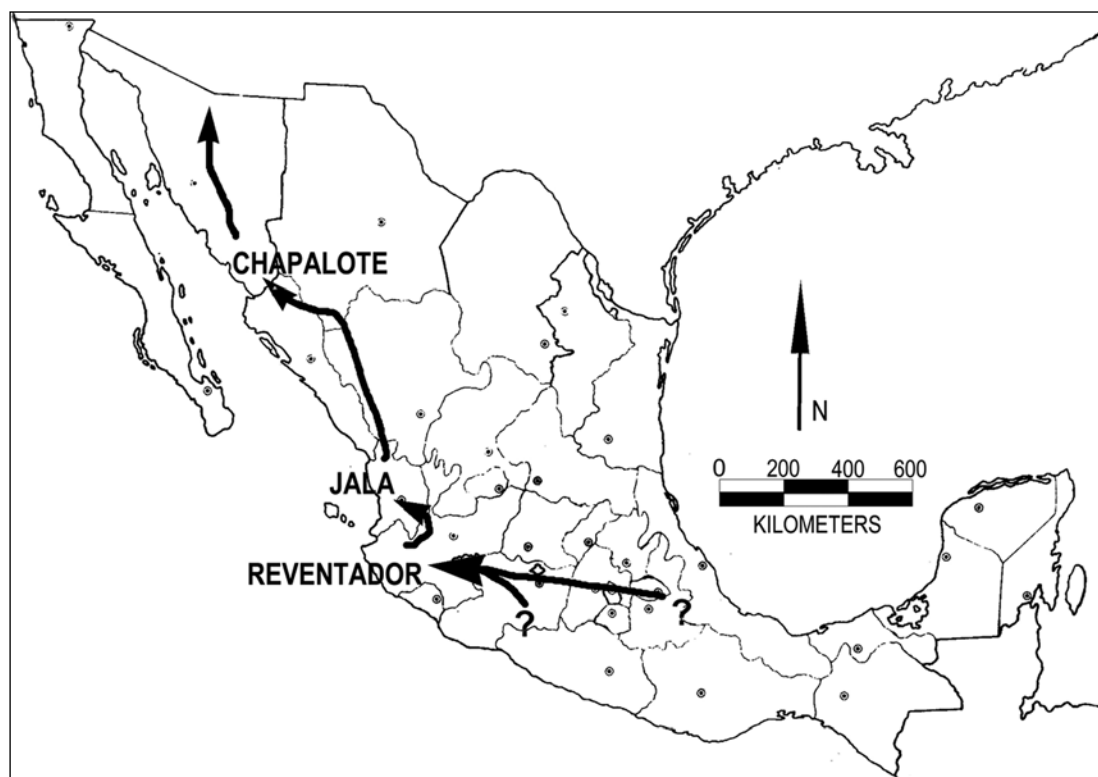 CHAPALOTE
N
0 200 400 600
KILOMETERS
JALA
REVENTADOR
?
?